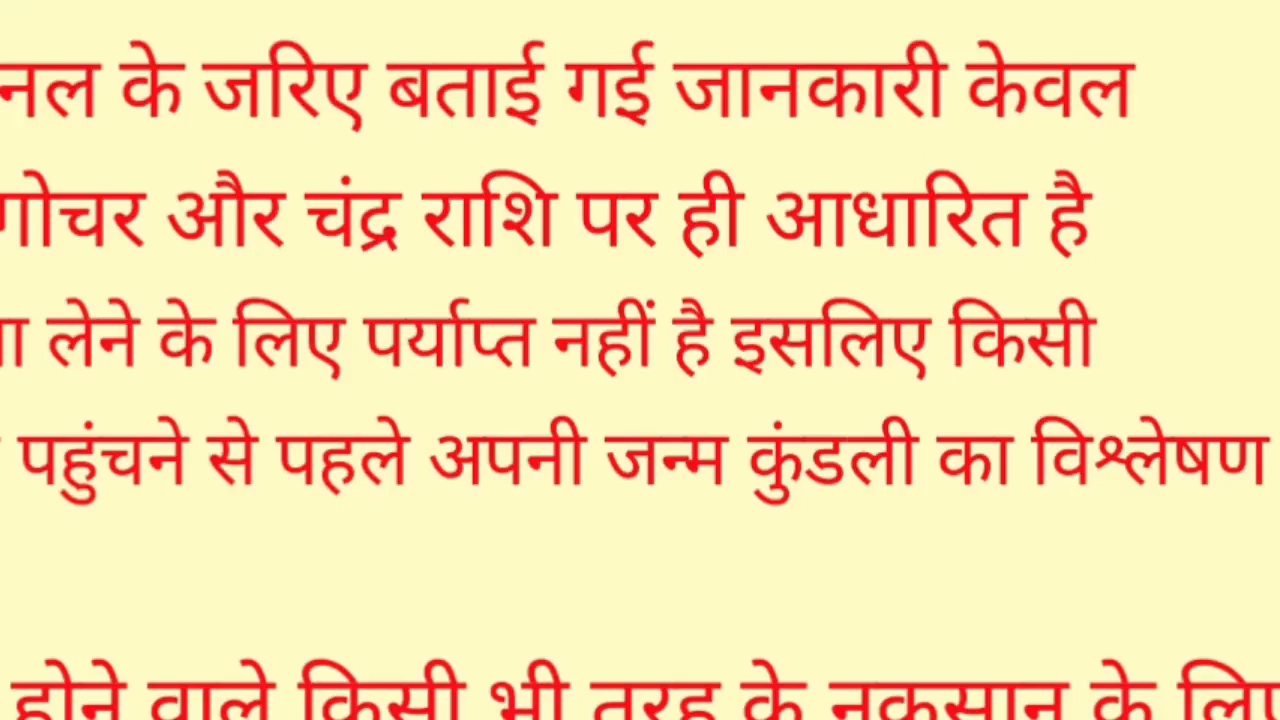 नल के जरिए बताई गई जानकारी केवल
गोचर और चंद्र राशि पर ही आधारित है
लेने के लिए पर्याप्त नहीं है इसलिए किसी
पहुंचने से पहले अपनी जन्म कुंडली का विश्लेषण
होने वाले किसी भी तरह के नुकसान के लिए